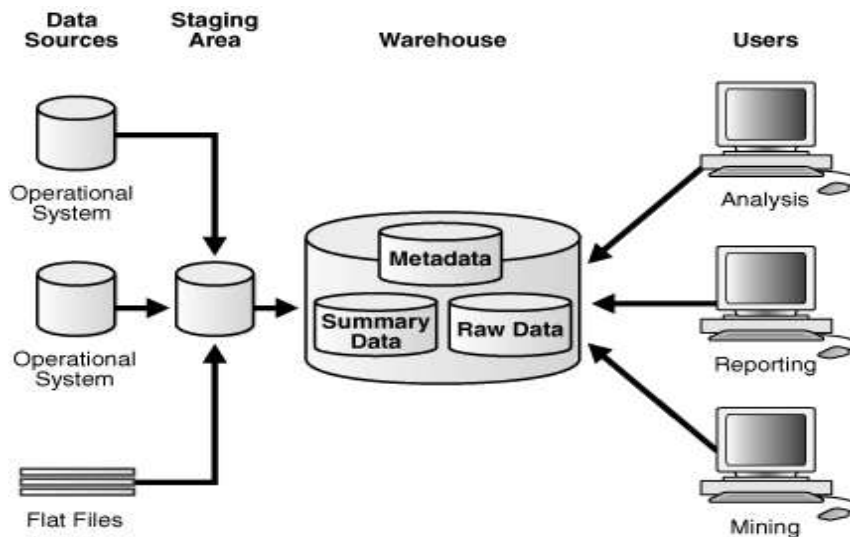 Data
Sources
Staging
Area
Warehouse
Users
Operational
System
Analysis
Metadata
Summary
Data
Raw Data
Operational
System
Reporting
Flat Files
Mining